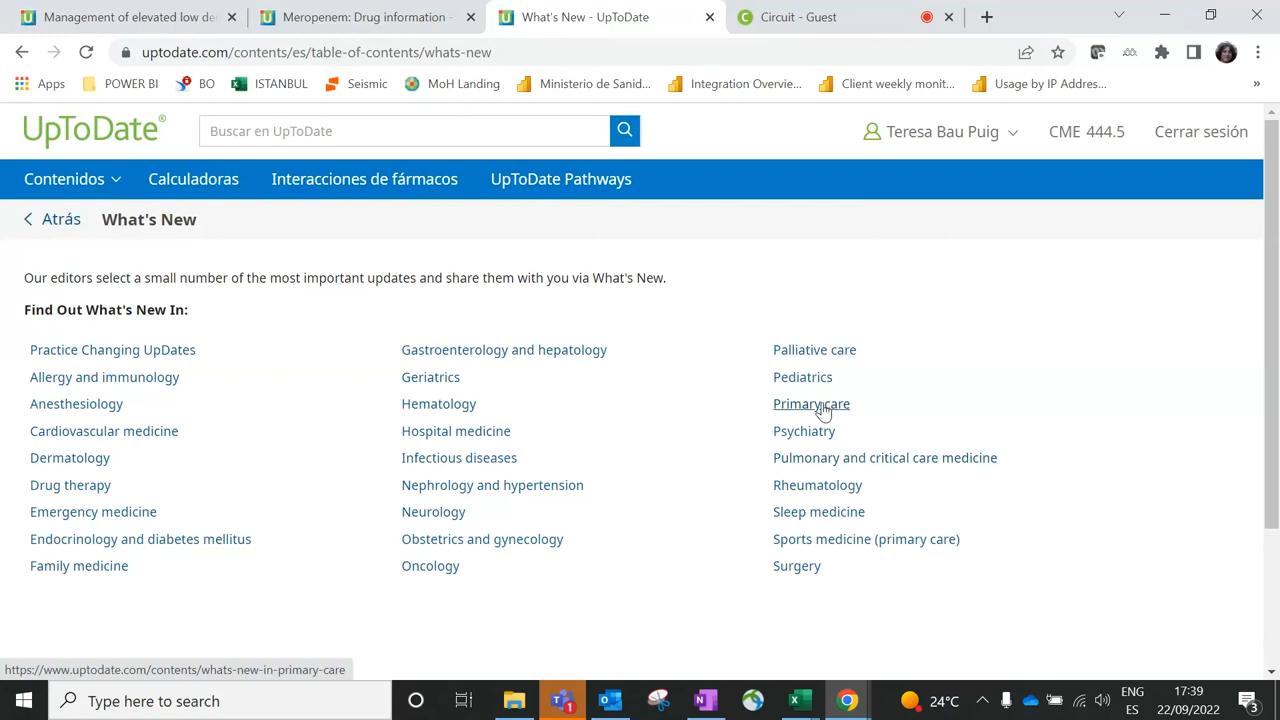 Management of elevated low de
Meropenem: Drug information -
What's New - UpToDate
Circuit - Guest
uptodate.com/contents/es/table-of-contents/whats-new
Apps
POWER BI
BO
ISTANBUL
Seismic
MoH Landing
Ministerio de Sanid...
Integration Overvie...
Client weekly monit...
Usage by IP Addres...
»
UpToDate®
Buscar en UpToDate
Teresa Bau Puig
CME 444.5
Cerrar sesión
Contenidos
Calculadoras
Interacciones de fármacos
UpToDate Pathways
Atrás
What's New
Our editors select a small number of the most important updates and share them with you via What's New.
Find Out What's New In:
Practice Changing UpDates
Allergy and immunology
Anesthesiology
Cardiovascular medicine
Dermatology
Drug therapy
Emergency medicine
Endocrinology and diabetes mellitus
Family medicine
Gastroenterology and hepatology
Geriatrics
Hematology
Hospital medicine
Infectious diseases
Nephrology and hypertension
Neurology
Obstetrics and gynecology
Oncology
Palliative care
Pediatrics
Primary care
Psychiatry
Pulmonary and critical care medicine
Rheumatology
Sleep medicine
Sports medicine (primary care)
Surgery
https://www.uptodate.com/contents/whats-new-in-primary-care
Type here to search
1
24°C
ENG
ES
17:39
22/09/2022
3